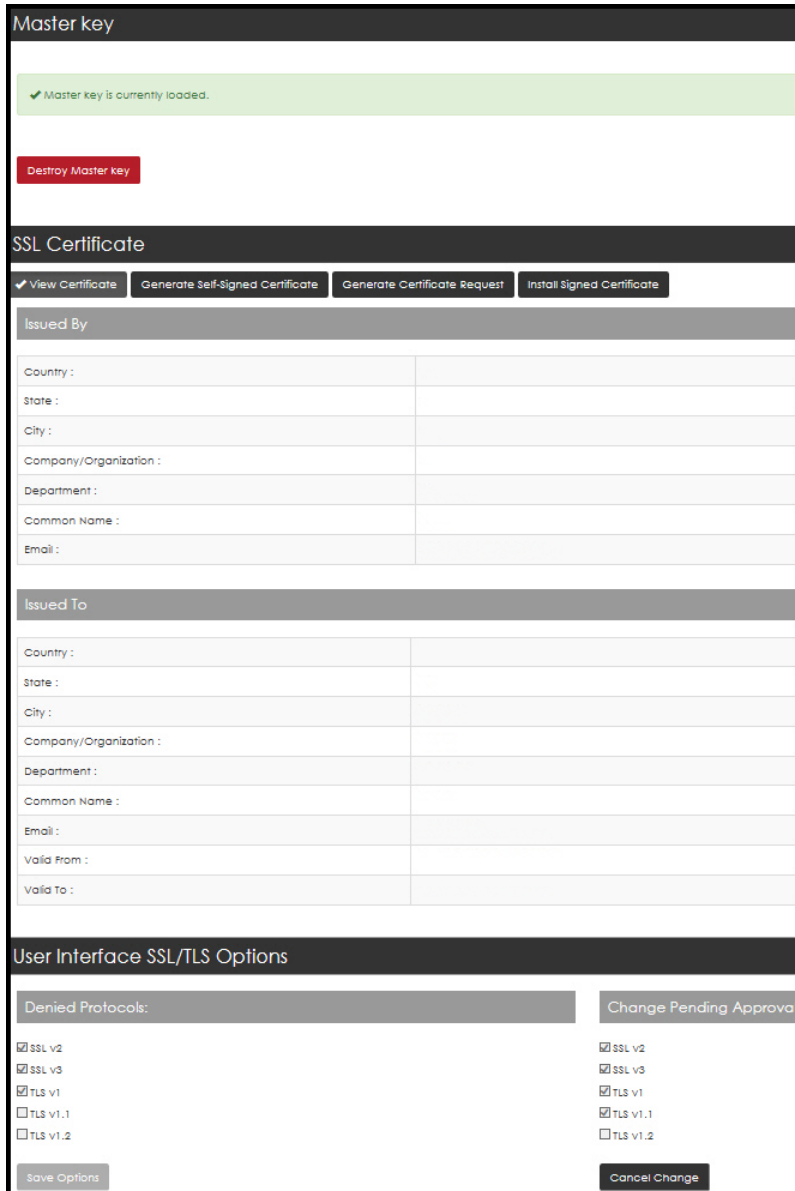 Master key
✔ Master key is currently loaded.
Destroy Master key
SSL Certificate
✔ View Certificate Generate Self-Signed Certificate Generate Certificate Request Install Signed Certificate
Issued By
Country :
State :
City :
Company/Organization :
Department :
Common Name :
Email :
Issued To
Country :
State :
City :
Company/Organization :
Department :
Common Name :
Email :
Valid From :
Valid To :
User Interface SSL/TLS Options
Denied Protocols:
SSL v2
SSL v3
TLS v1
TLS v1.1
TLS v1.2
Save Options
Change Pending Approva
SSL v2
SSL v3
TLS v1
TLS v1.1
TLS v1.2
Cancel Change